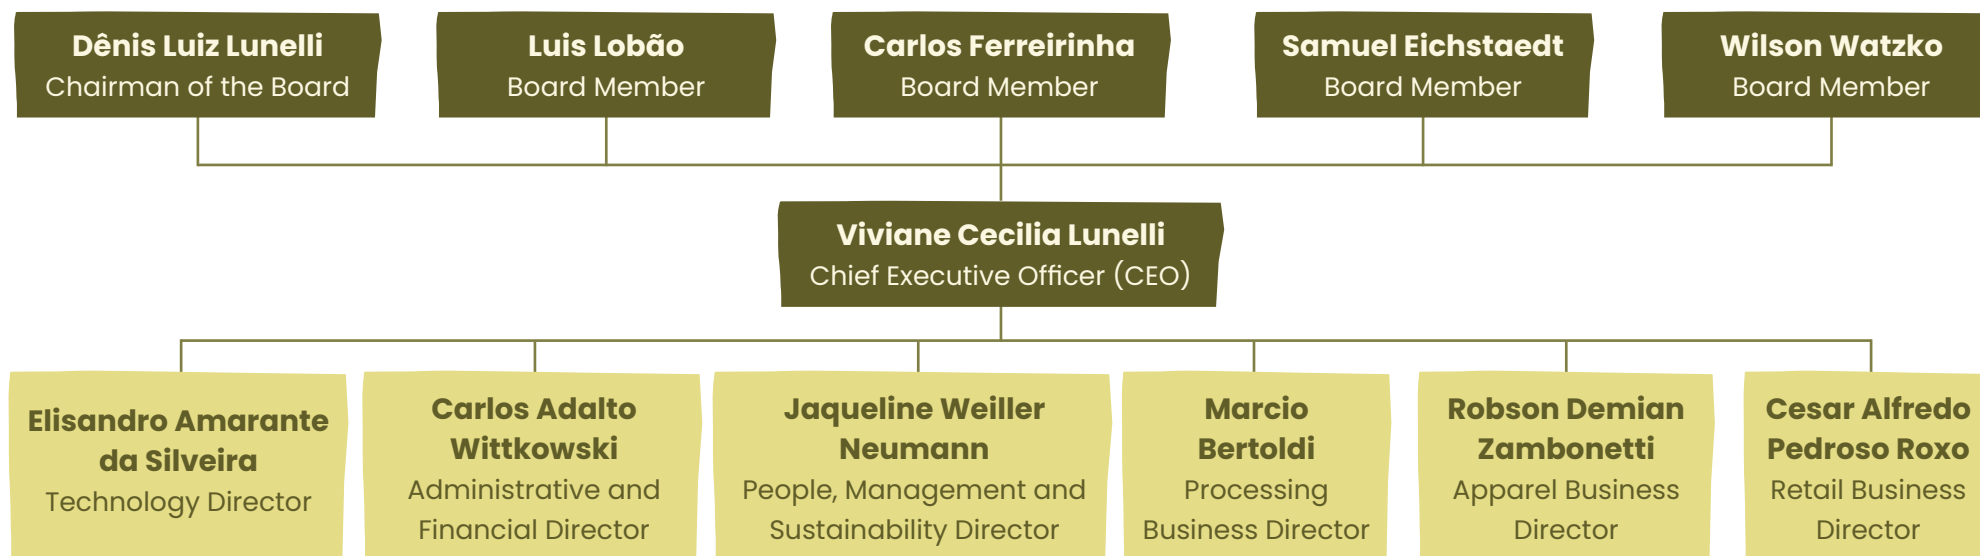 Dênis Luiz Lunelli
Chairman of the Board
Luis Lobão
Board Member
Carlos Ferreirinha
Board Member
Samuel Eichstaedt
Board Member
Wilson Watzko
Board Member
Viviane Cecilia Lunelli
Chief Executive Officer (CEO)
Elisandro Amarante
da Silveira
Technology Director
Carlos Adalto
Wittkowski
Administrative and
Financial Director
Jaqueline Weiller
Neumann
People, Management and
Sustainability Director
Marcio
Bertoldi
Processing
Business Director
Robson Demian
Zambonetti
Apparel Business
Director
Cesar Alfredo
Pedroso Roxo
Retail Business
Director